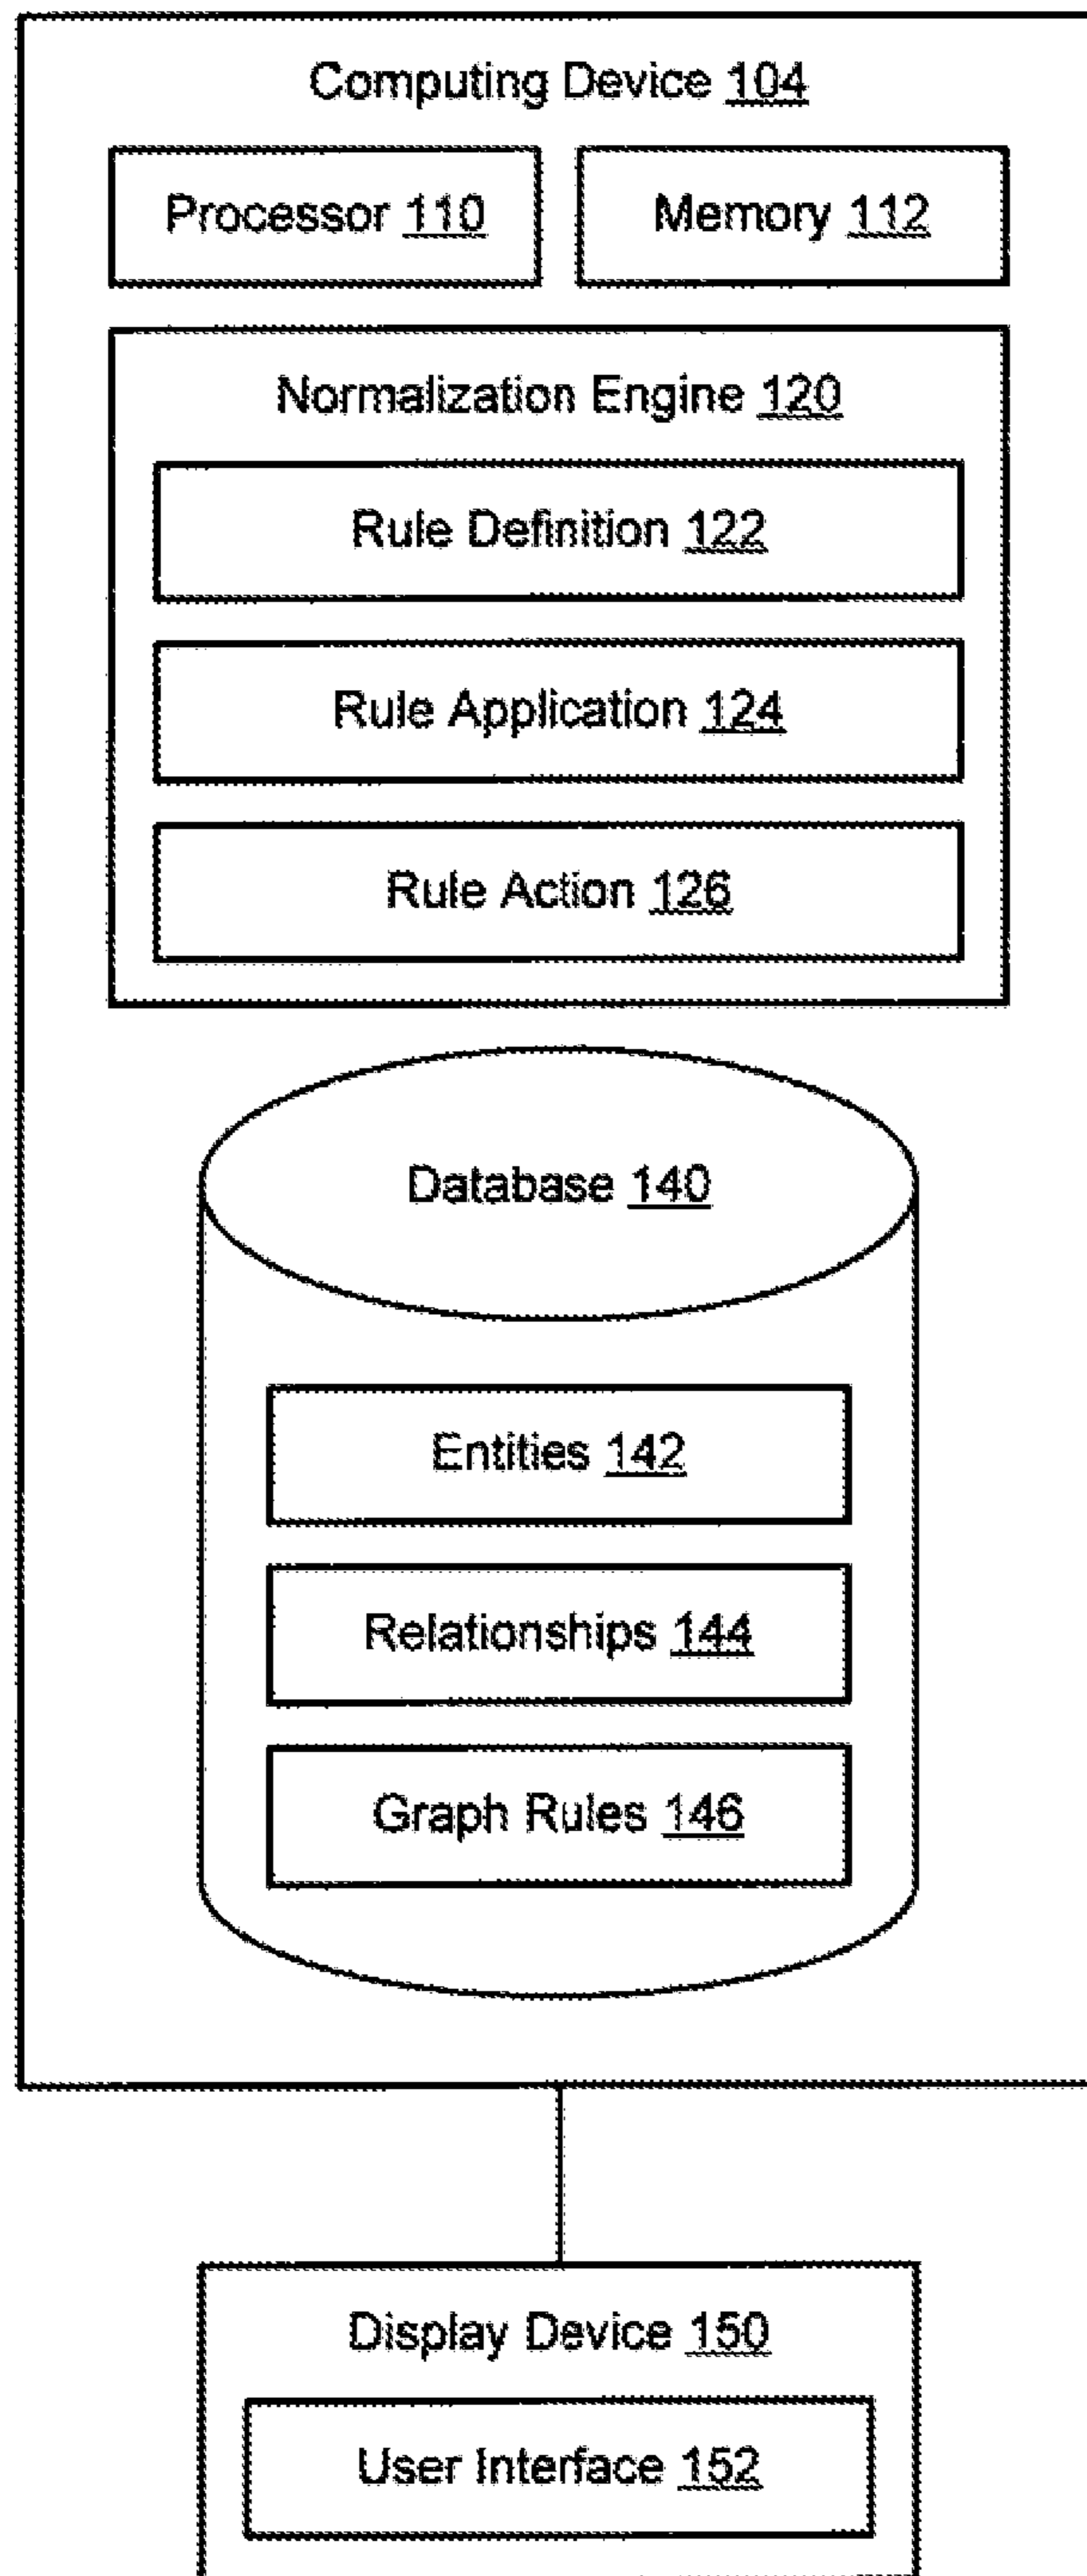 Computing Device 104
Processor 110
Memory 112
Normalization Engine 120
Rule Definition 122
Rule Application 124
Rule Action 126
Database 140
Entities 142
Relationships 144
Graph Rules 146
Display Device 150
User Interface 152